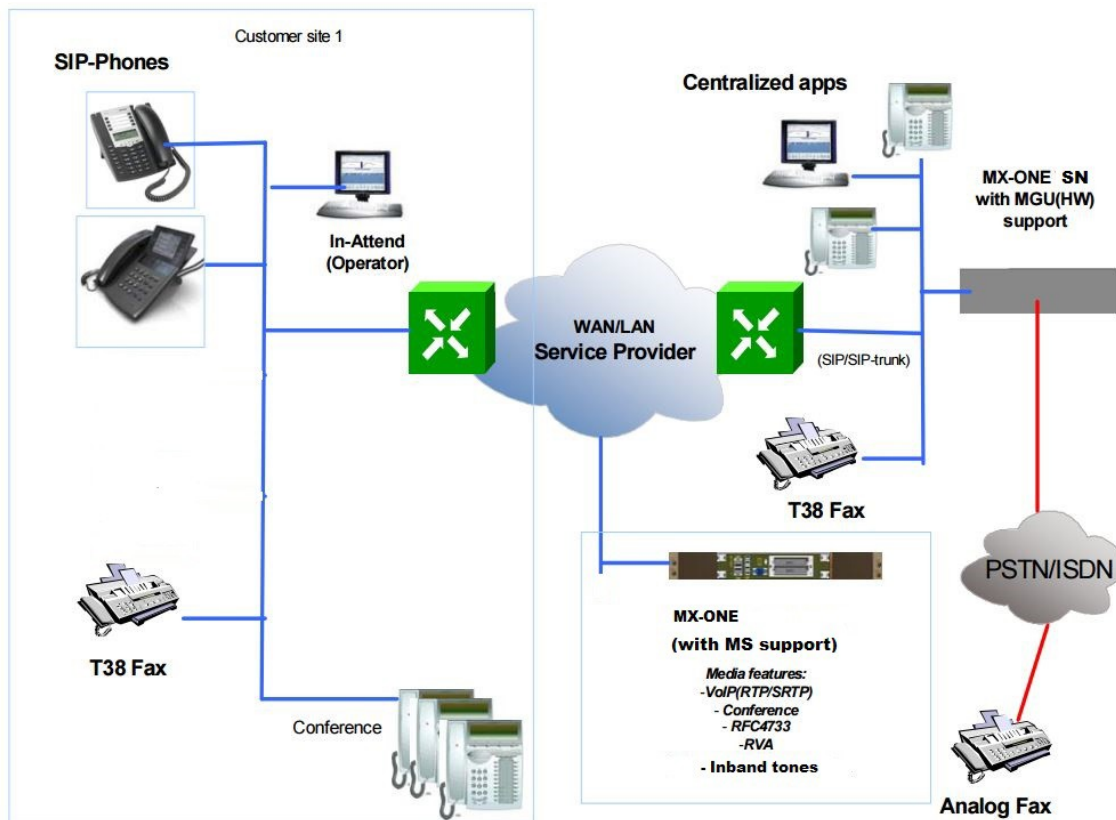 Customer site 1
SIP-Phones
In-Attend
(Operator)
T38 Fax
Conference
WAN/LAN
Service Provider
Centralized apps
(SIP/SIP-trunk)
T38 Fax
MX-ONE SN
with MGU(HW)
support
MX-ONE
(with MS support)
Media features:
-VoIP(RTP/SRTP)
- Conference
- RFC4733
-RVA
- Inband tones
PSTN/ISDN
Analog Fax